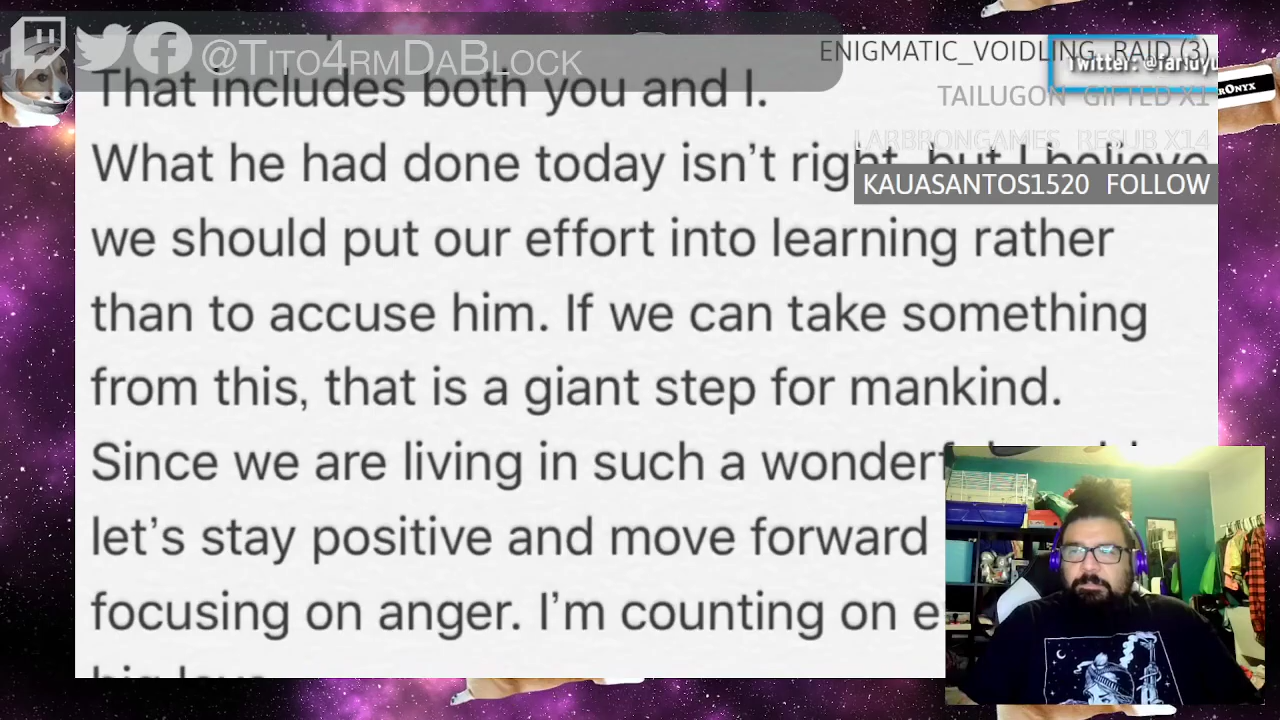 @Tito4rmDaBlock
ENIGMATIC_VOIDLING_ RAID (3)
Twitter: @
TAILUGON GIFTED X1
LARBRONGAMES RESUB X14
KAUASANTOS1520 FOLLOW
That includes both you and I.
What he had done today isn't right, but I believe
we should put our effort into learning rather
than to accuse him. If we can take something
from this, that is a giant step for mankind.
Since we are living in such a
let's stay positive and move forward
focusing on anger. I'm counting on